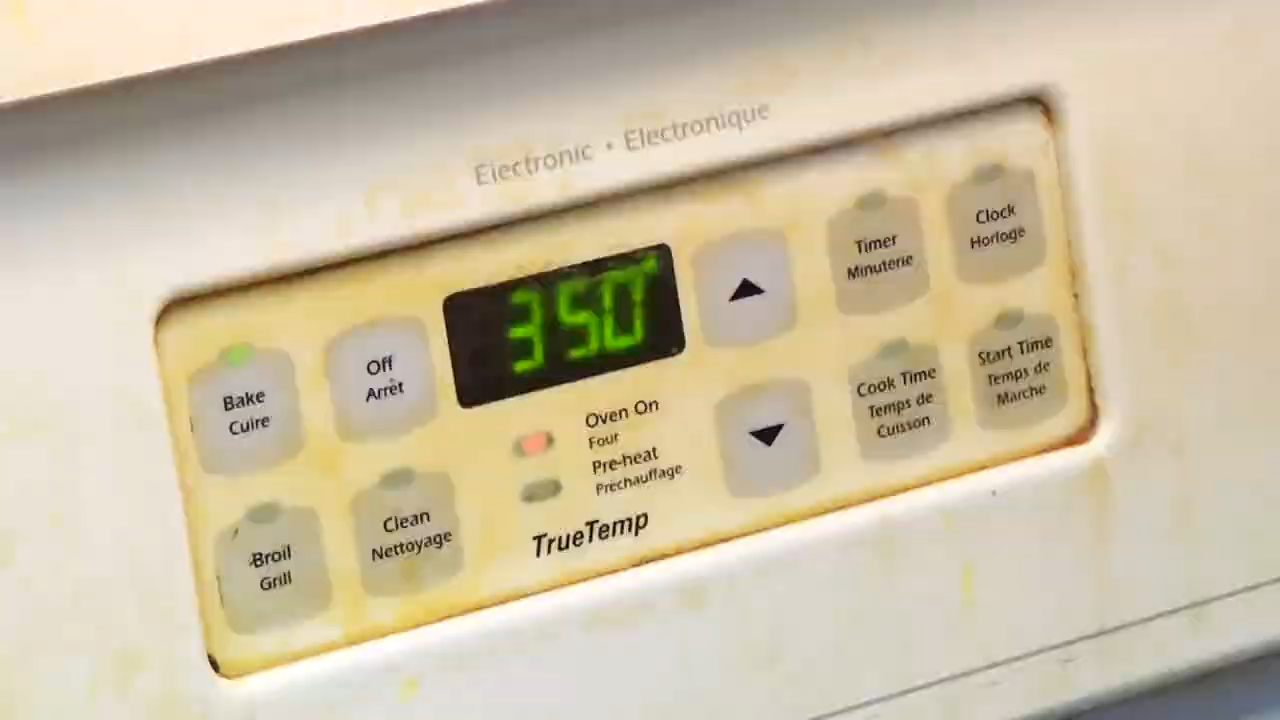 Electronic • Electronique
Timer
Minuterie
Clock
Horloge
350°
Bake
Cuire
Off
Arrêt
Oven On
Four
Pre-heat
Préchauffage
Cook Time
Temps de
Cuisson
Start Time
Temps de
Marche
Broil
Grill
Clean
Nettoyage
TrueTemp